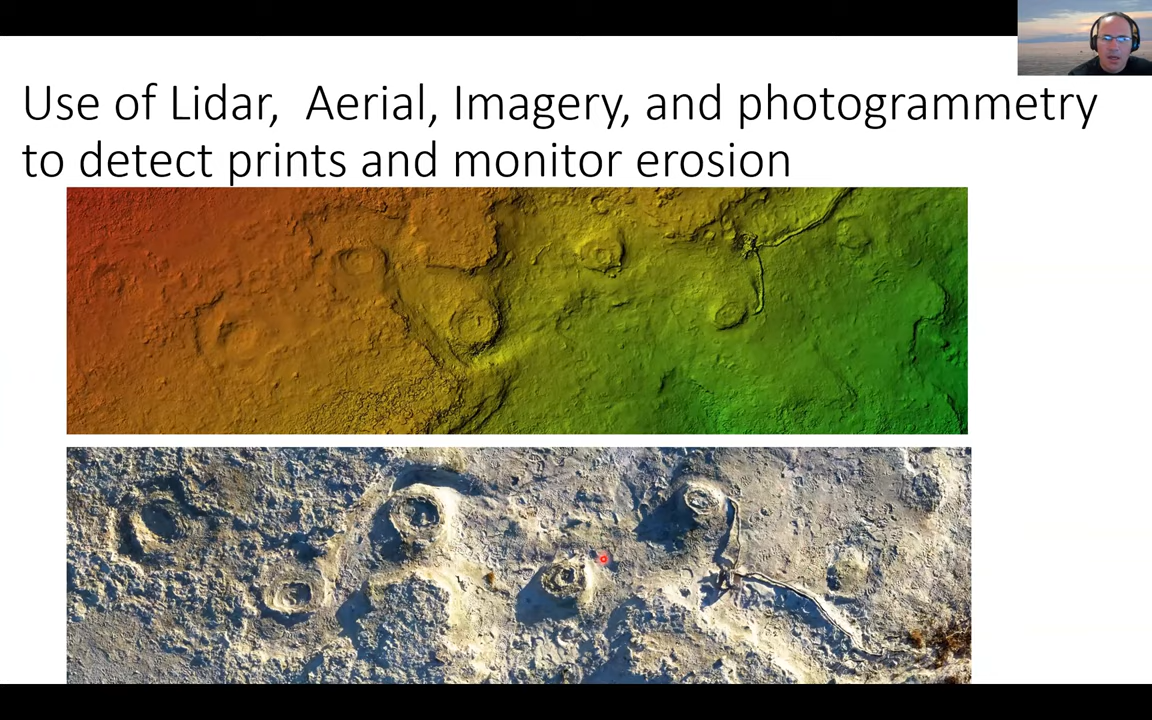 Use of Lidar,  Aerial, Imagery, and photogrammetry
to detect prints and monitor erosion